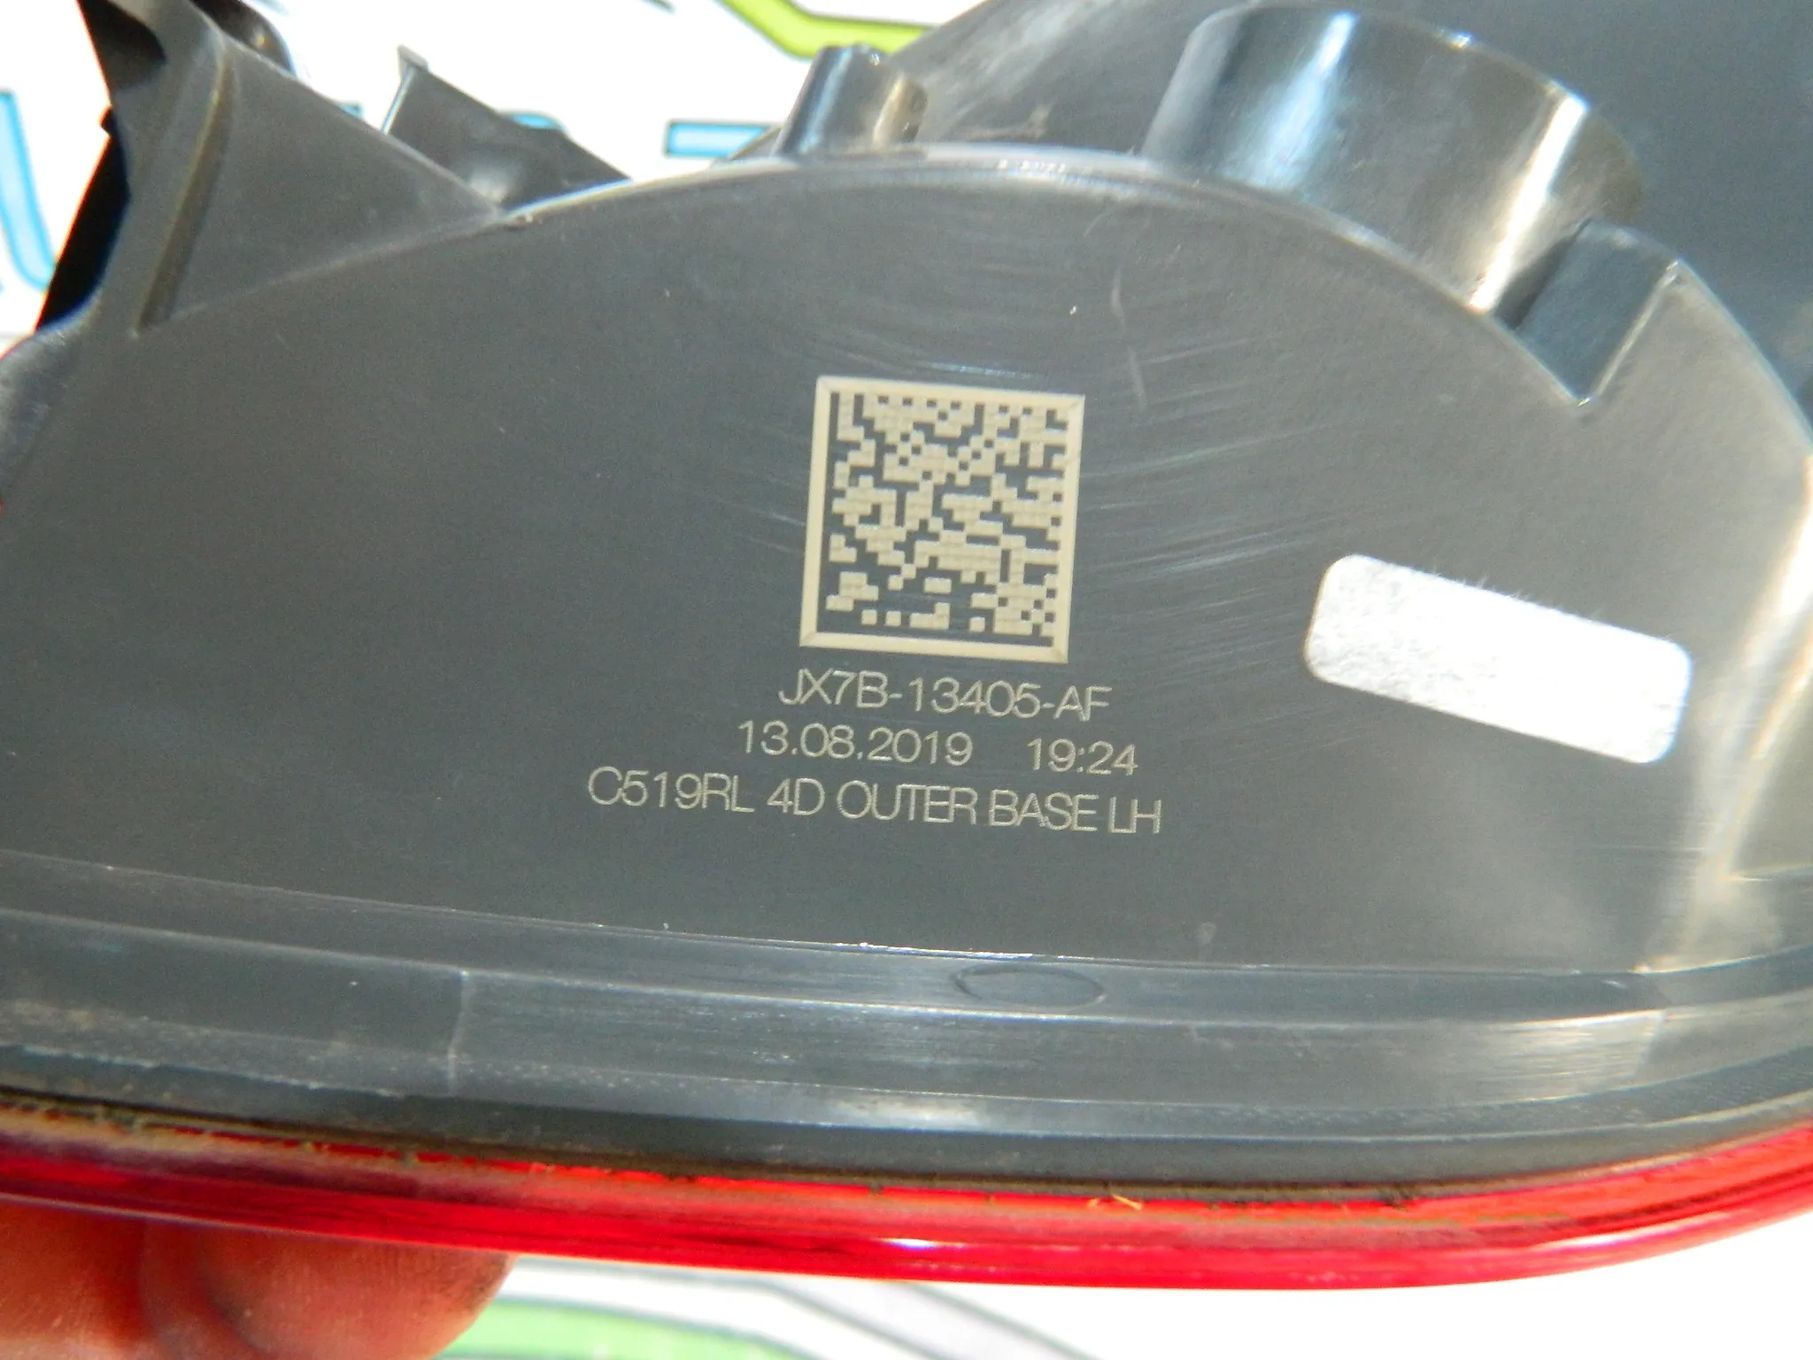 JX7B-13405-AF
13.08.2019 19:24
C519RL 4D OUTER BASE LH